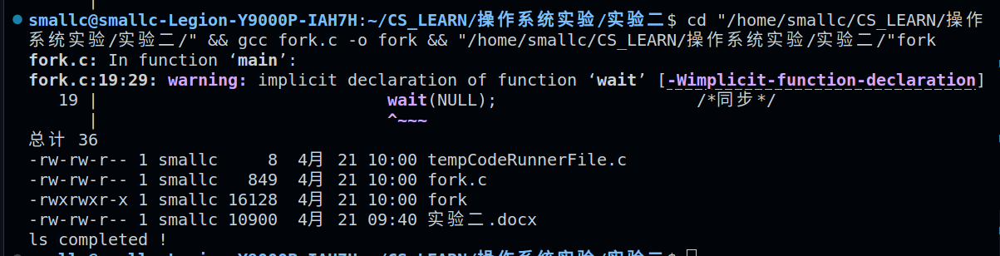 smallc@smallc-Legion-Y9000P-IAH7H:~/CS_LEARN/操作系统实验/实验二$ cd "/home/smallc/CS_LEARN/操作
系统实验/实验二/" && gcc fork.c -o fork && "/home/smallc/CS_LEARN/操作系统实验/实验二/"fork
fork.c: In function ‘main’:
fork.c:19:29: warning: implicit declaration of function ‘wait’ [-Wimplicit-function-declaration]
19 | wait(NULL); /*同步*/
| ^~~~
总计 36
-rw-rw-r-- 1 smallc 8 4月 21 10:00 tempCodeRunnerFile.c
-rw-rw-r-- 1 smallc 849 4月 21 10:00 fork.c
-rwxrwxr-x 1 smallc 16128 4月 21 10:00 fork
-rw-rw-r-- 1 smallc 10900 4月 21 09:40 实验二.docx
ls completed !
smallc@smallc-Legion-Y9000P-IAH7H:~/CS_LEARN/操作系统实验/实验二$